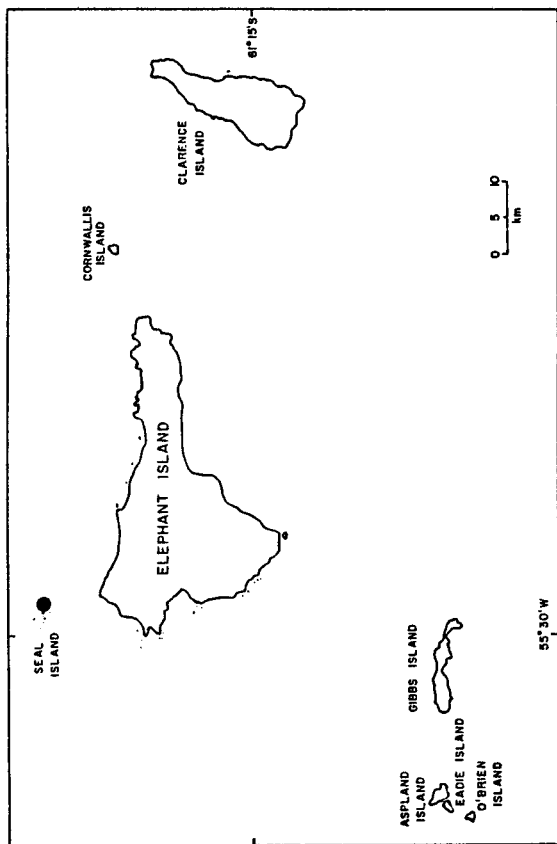 SEAL
ISLAND
ELEPHANT ISLAND
CORNWALLIS
ISLAND
CLARENCE
ISLAND
61°15'S
ASPLAND
ISLAND
EADIE ISLAND
O'BRIEN
ISLAND
GIBBS ISLAND
55°30'W
0 5 10
km